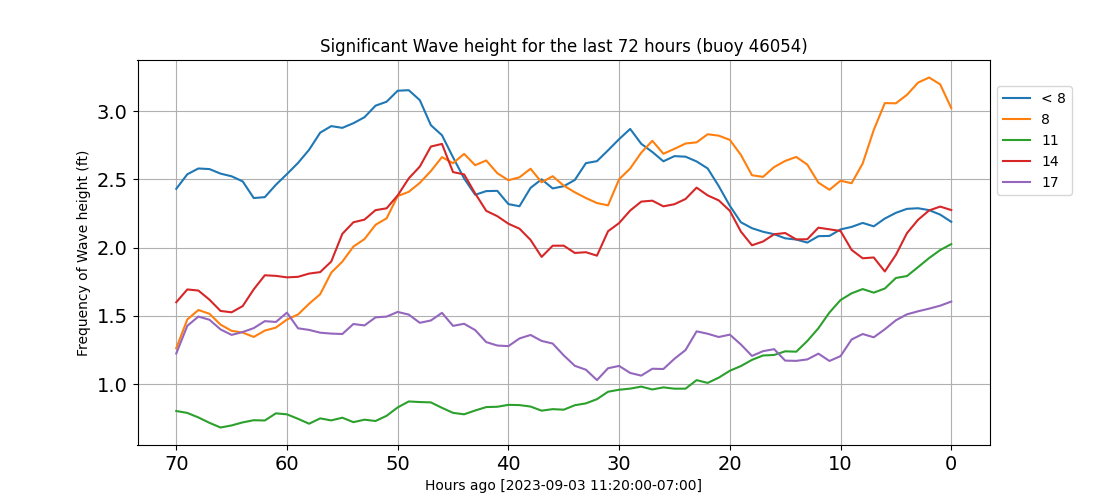 Significant Wave height for the last 72 hours (buoy 46054)
Frequency of Wave height (ft)
3.0
2.5
2.0
1.5
1.0
70 60 50 40 30 20 10 0
Hours ago [2023-09-03 11:20:00-07:00]
< 8
8
11
14
17